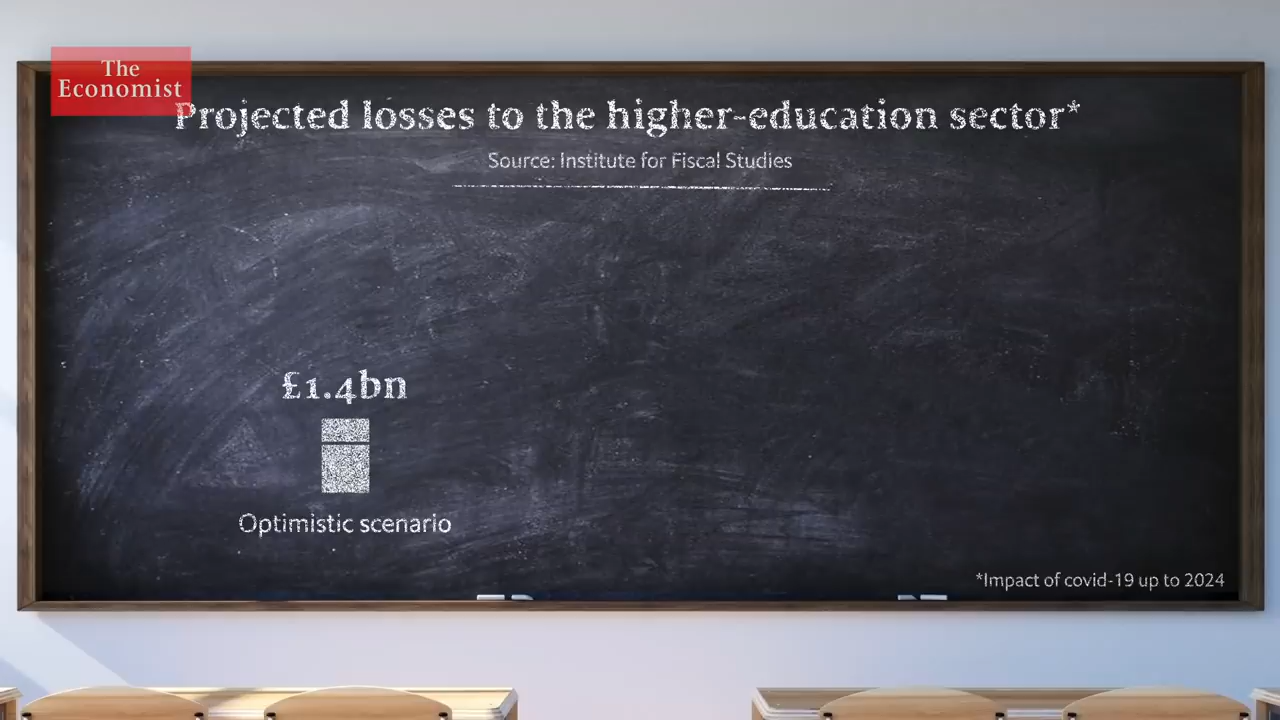 The
Economist
Projected losses to the higher-education sector*
Source: Institute for Fiscal Studies
£1.4bn
Optimistic scenario
*Impact of covid-19 up to 2024